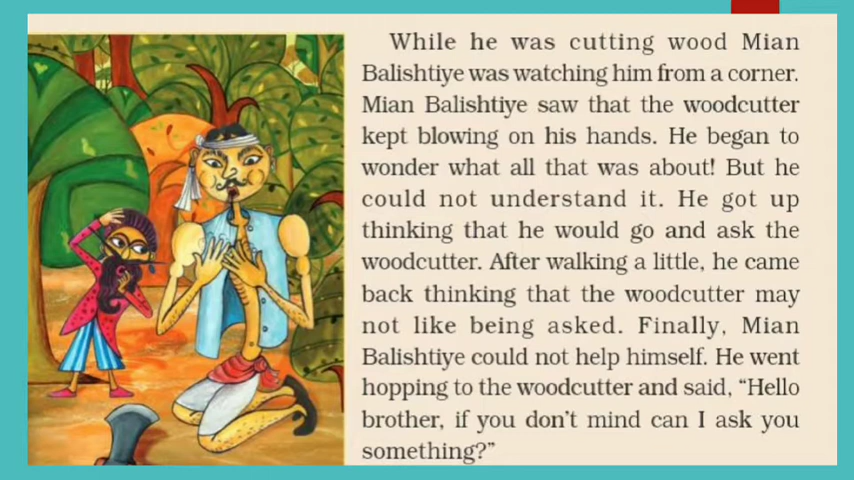 While he was cutting wood Mian
Balishtiye was watching him from a corner.
Mian Balishtiye saw that the woodcutter
kept blowing on his hands. He began to
wonder what all that was about! But he
could not understand it. He got up
thinking that he would go and ask the
woodcutter. After walking a little, he came
back thinking that the woodcutter may
not like being asked. Finally, Mian
Balishtiye could not help himself. He went
hopping to the woodcutter and said, “Hello
brother, if you don’t mind can I ask you
something?”